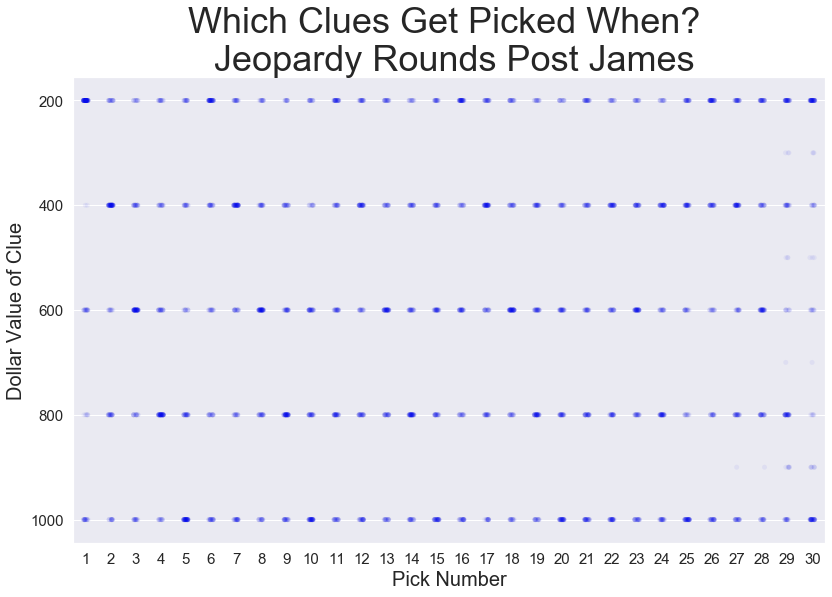 Which Clues Get Picked When?
Jeopardy Rounds Post James
Dollar Value of Clue
200
400
600
800
1000
1 2 3 4 5 6 7 8 9 10 11 12 13 14 15 16 17 18 19 20 21 22 23 24 25 26 27 28 29 30
Pick Number